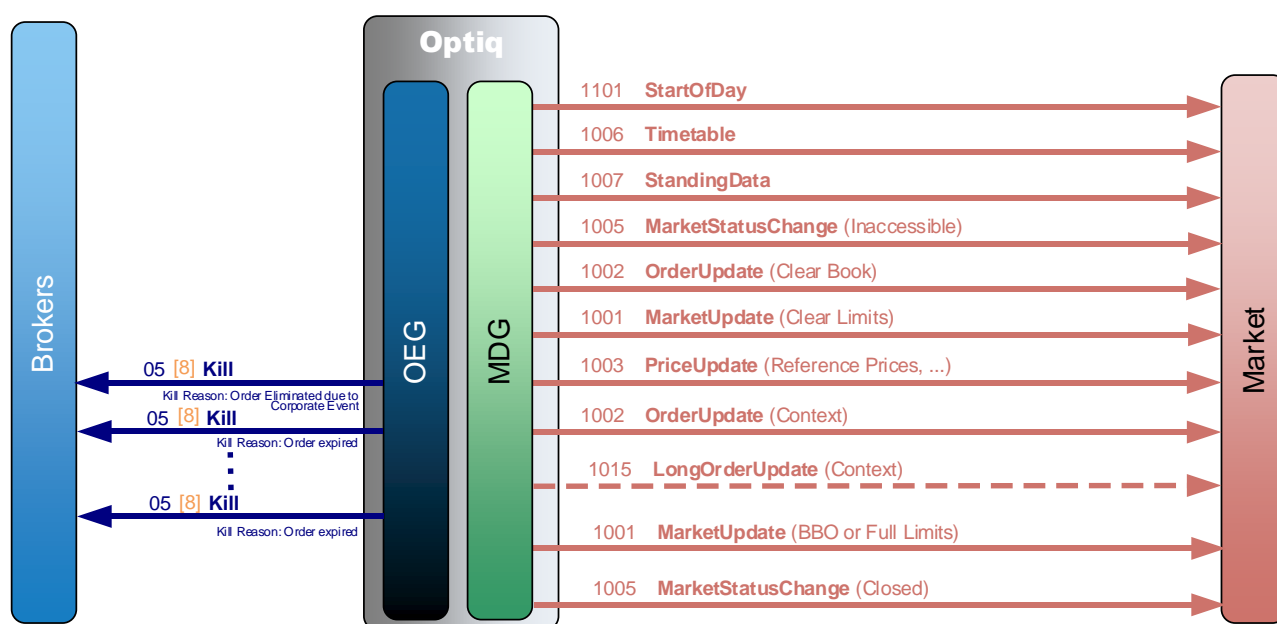 Optiq
Brokers
OEG
MDG
Market
1101 StartOfDay
1006 Timetable
1007 StandingData
1005 MarketStatusChange (Inaccessible)
1002 OrderUpdate (Clear Book)
1001 MarketUpdate (Clear Limits)
1003 PriceUpdate (Reference Prices, ...)
05 [8] Kill
Kill Reason: Order Eliminated due to
Corporate Event
1002 OrderUpdate (Context)
05 [8] Kill
Kill Reason: Order expired
1015 LongOrderUpdate (Context)
05 [8] Kill
Kill Reason: Order expired
1001 MarketUpdate (BBO or Full Limits)
1005 MarketStatusChange (Closed)